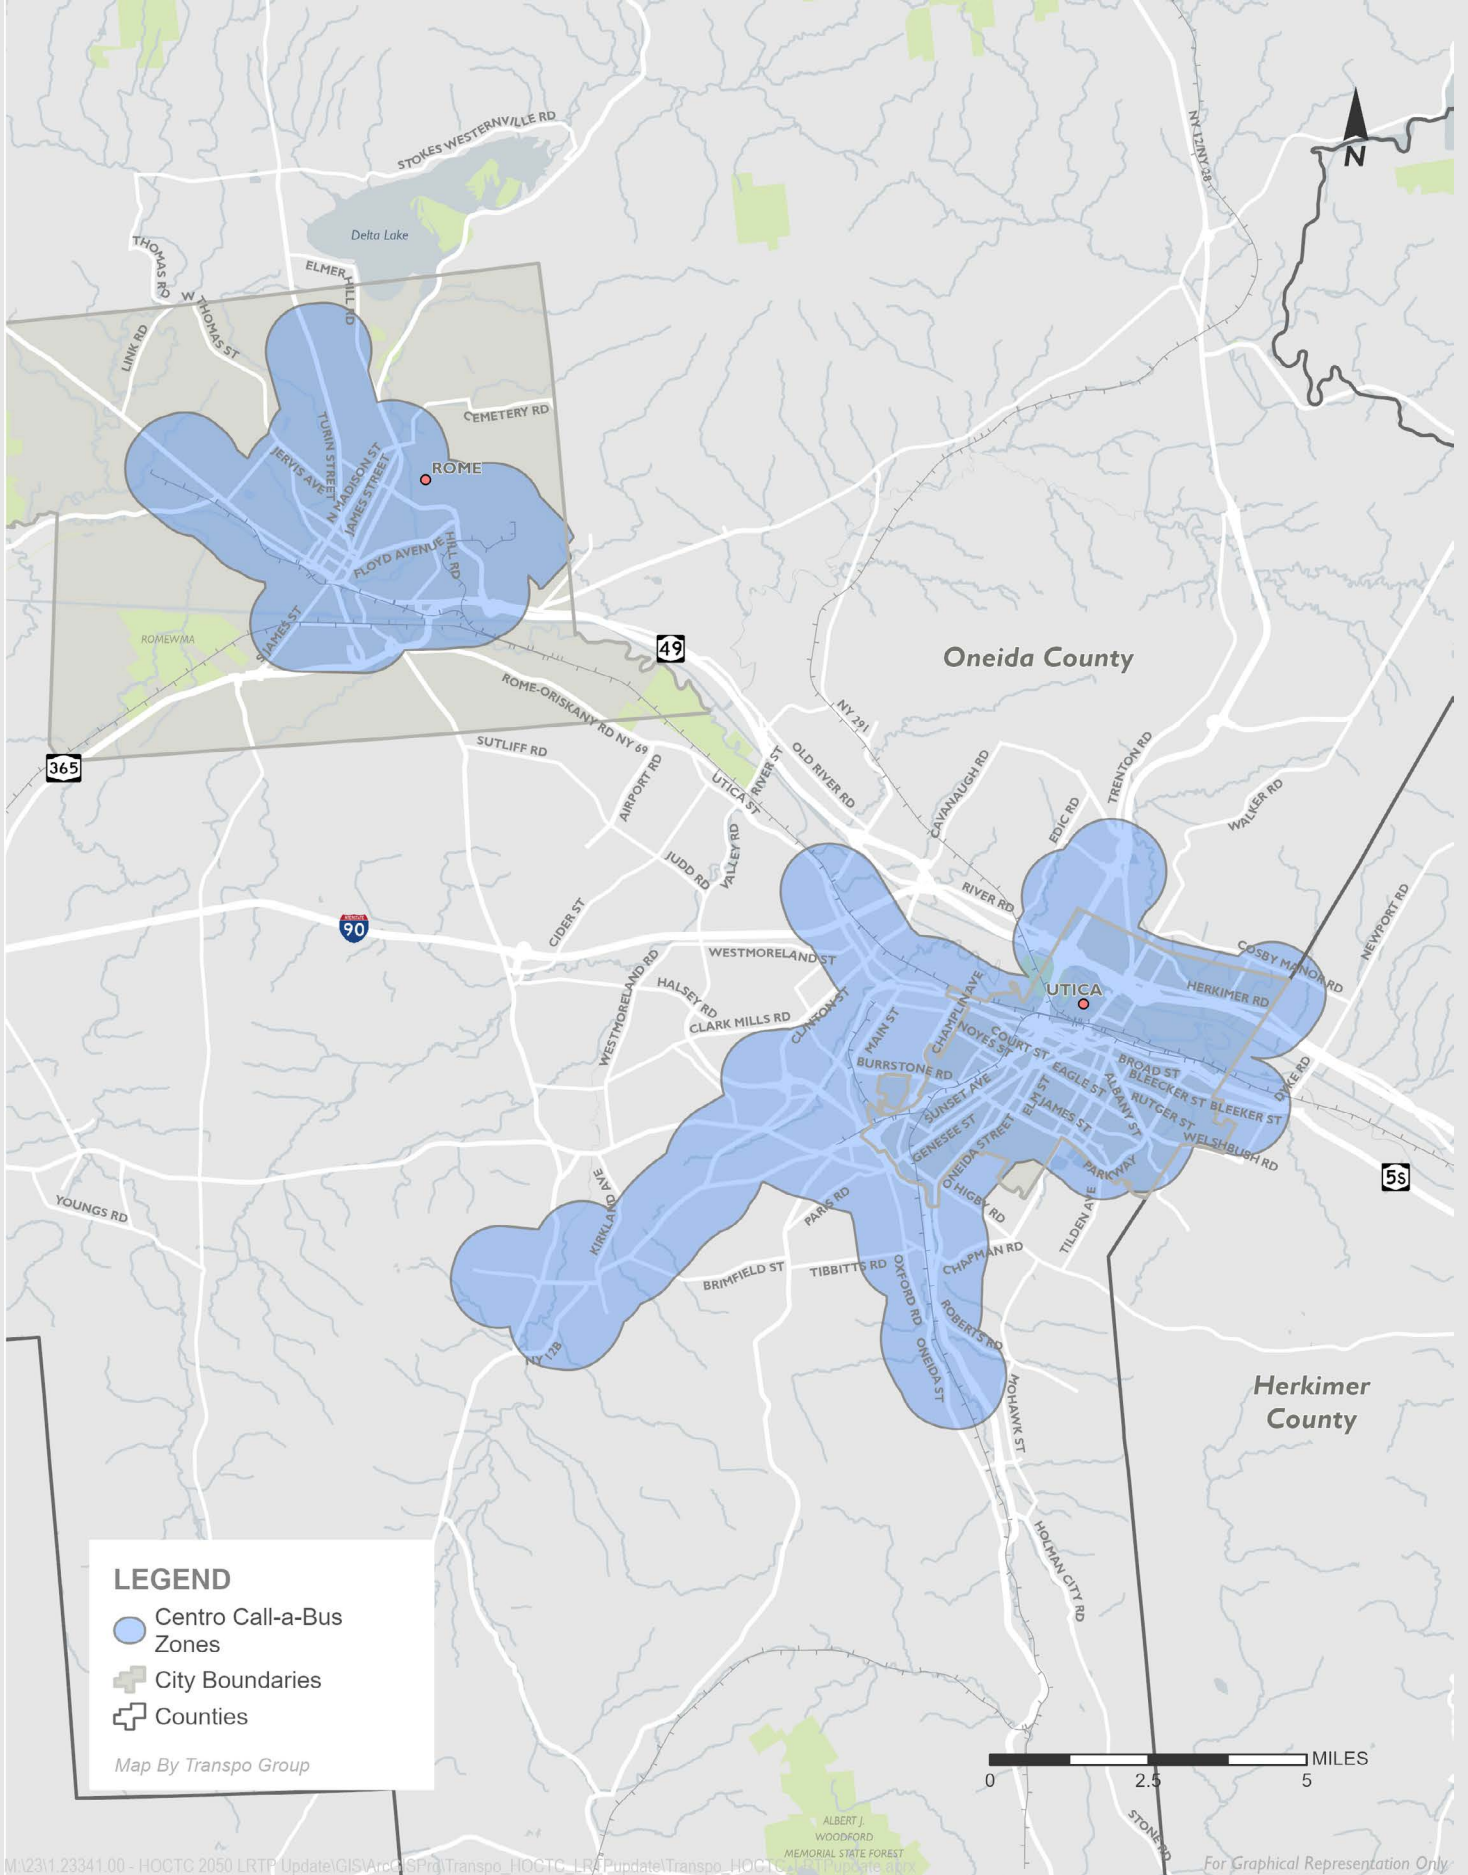 STOKES WESTERNVILLE RD
NY 12/NY 28
N
Delta Lake
THOMAS RD
ELMER HILL RD
W THOMAS ST
LINK RD
CEMETERY RD
TURIN STREET
JERVIS AVE
N MADISON ST
JAMES STREET
ROME
FLOYD AVENUE
HILL RD
ROMEWMA
S JAMES ST
49
Oneida County
ROME-ORISKANY RD NY 69
NY 291
365
SUTLIFF RD
AIRPORT RD
UTICA ST
RIVER ST
OLD RIVER RD
CAVANAUGH RD
EDIC RD
TRENTON RD
WALKER RD
JUDD RD
VALLEY RD
RIVER RD
NEWPORT RD
90
CIDER ST
WESTMORELAND ST
COSBY MANOR RD
WESTMORELAND RD
HALSEY RD
UTICA
HERKIMER RD
CLARK MILLS RD
CLINTON ST
MAIN ST
CHAMPLIN AVE
NOYES ST
COURT ST
BURRSTONE RD
EAGLE ST
BROAD ST
BLEECKER ST
BLEEKER ST
DYKE RD
SUNSET AVE
ELM ST
JAMES ST
ALBANY ST
RUTGER ST
GENESEE ST
ONEIDA STREET
WELSHBUSH RD
PARKWAY
5S
YOUNGS RD
KIRKLAND AVE
PARIS RD
HIGBY RD
TILDEN AVE
BRIMFIELD ST
TIBBITTS RD
CHAPMAN RD
OXFORD RD
ROBERTS RD
NY 12B
ONEIDA ST
MOHAWK ST
Herkimer
County
HOLMAN CITY RD
LEGEND
Centro Call-a-Bus
Zones
City Boundaries
Counties
Map By Transpo Group
MILES
0 2.5 5
STONE RD
ALBERT J.
WOODFORD
MEMORIAL STATE FOREST
For Graphical Representation Only